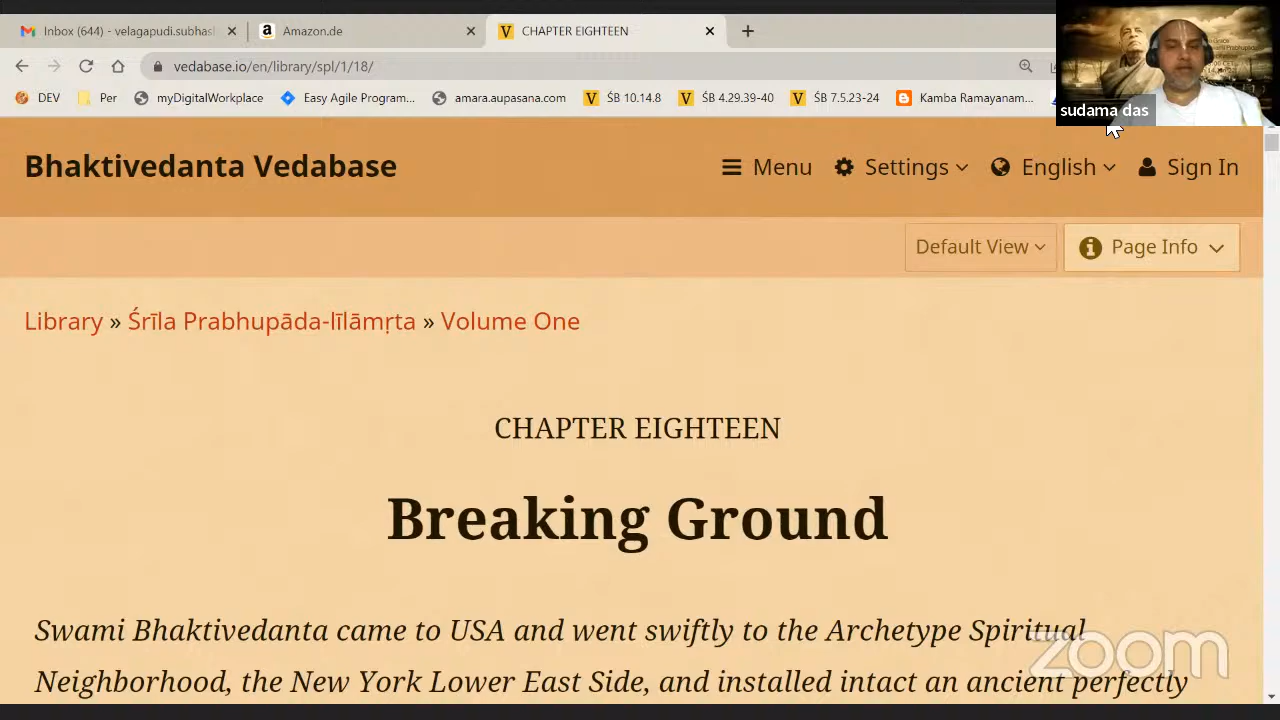 Inbox (644) - velagapudi.subhas
Amazon.de
CHAPTER EIGHTEEN
vedabase.io/en/library/spl/1/18/
DEV
Per
myDigitalWorkplace
Easy Agile Program...
amara.aupasana.com
ŚB 10.14.8
ŚB 4.29.39-40
ŚB 7.5.23-24
Kamba Ramayanam...
sudama das
Bhaktivedanta Vedabase
Menu
Settings
English
Sign In
Default View
Page Info
Library » Śrīla Prabhupāda-līlāmṛta » Volume One
CHAPTER EIGHTEEN
Breaking Ground
Swami Bhaktivedanta came to USA and went swiftly to the Archetype Spiritual
Neighborhood, the New York Lower East Side, and installed intact an ancient perfectly
zoom